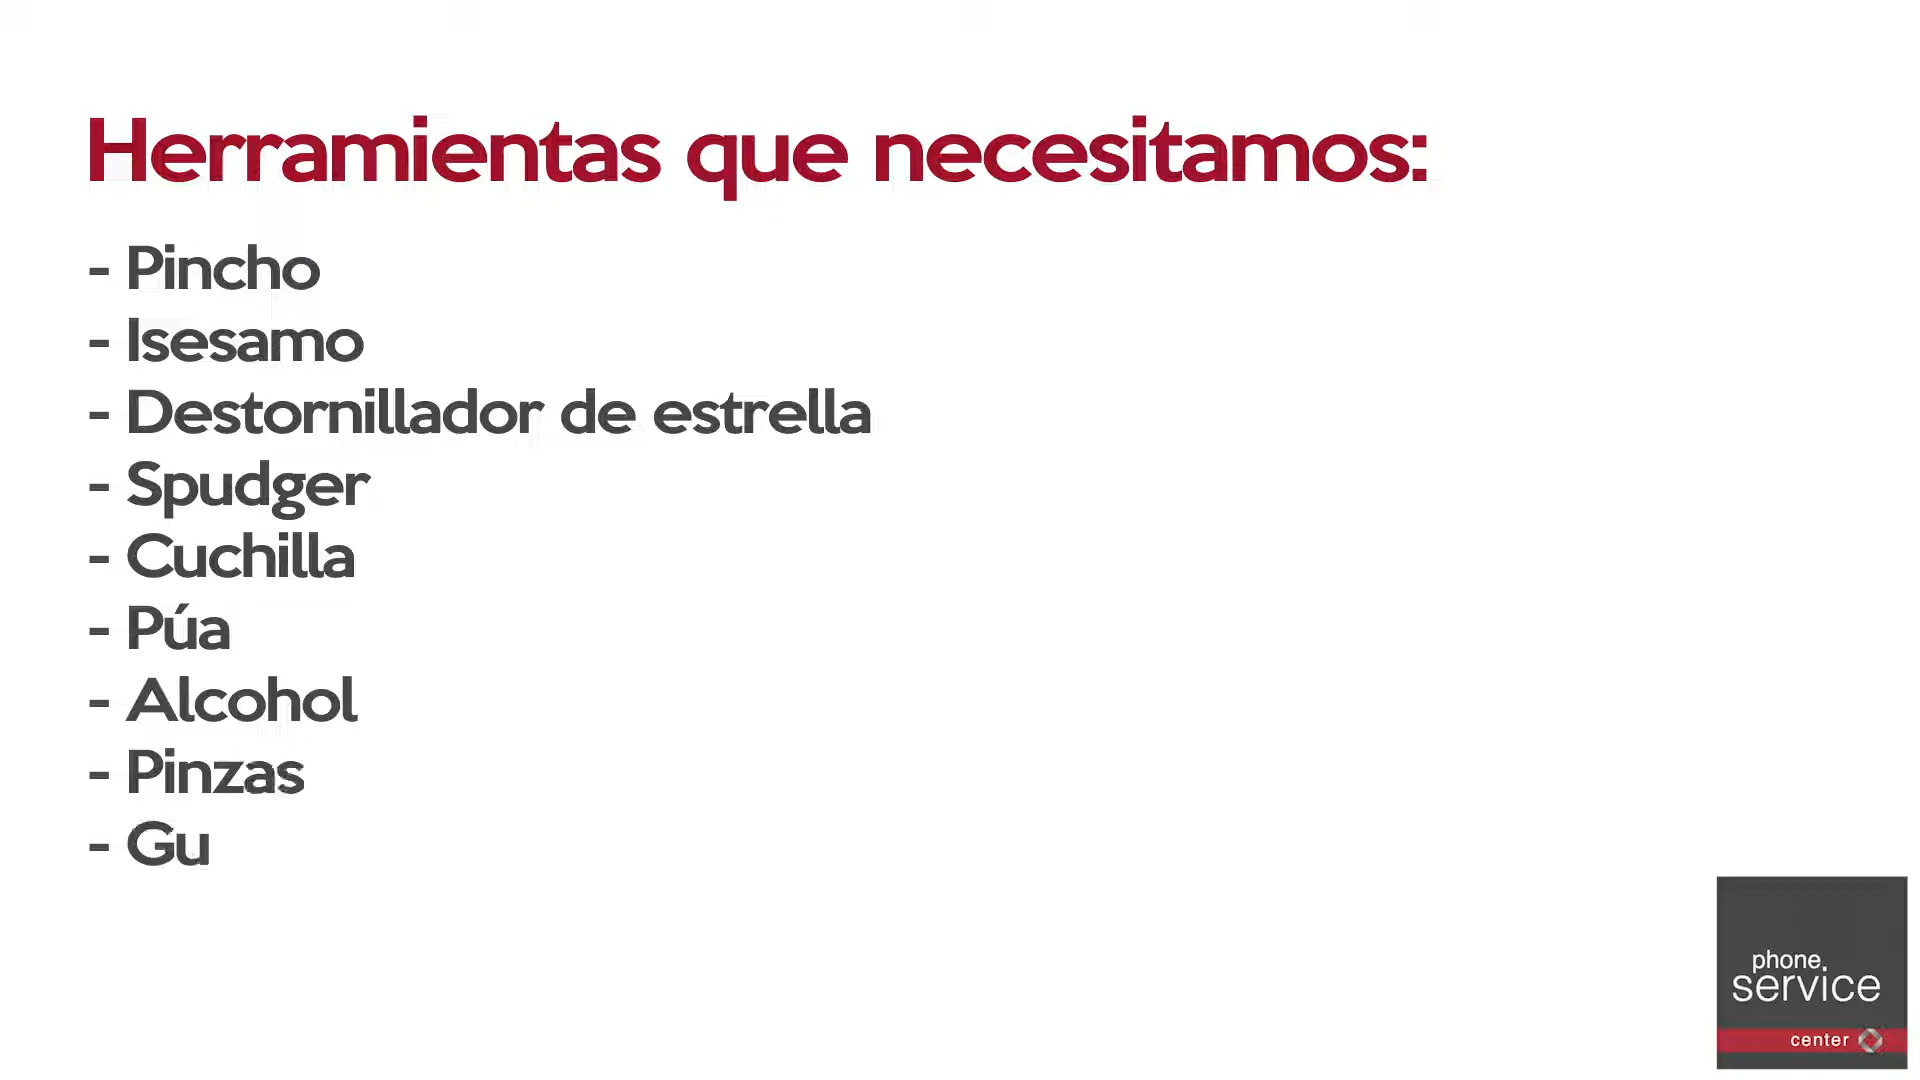 Herramientas que necesitamos:
- Pincho
- Isesamo
- Destornillador de estrella
- Spudger
- Cuchilla
- Púa
- Alcohol
- Pinzas
- Gu
phone
service
center